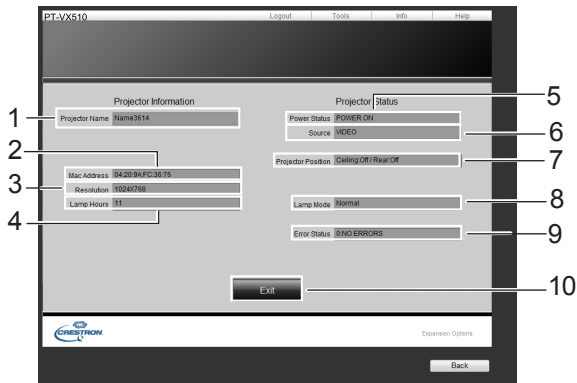 PT-VX510 Logout Tools Info Help
Projector Information
Projector Status
5
1
Projector Name Name3614
Power Status POWER ON
2
Source VIDEO
6
Projector Position Ceiling:Off / Rear:Off
7
Mac Address 04:20:9A:FC:36:76
3
Resolution 1024X768
Lamp Hours 11
4
Lamp Mode Normal
8
Error Status 0:NO ERRORS
9
Exit
10
CRESTRON
Expansion Options
Back